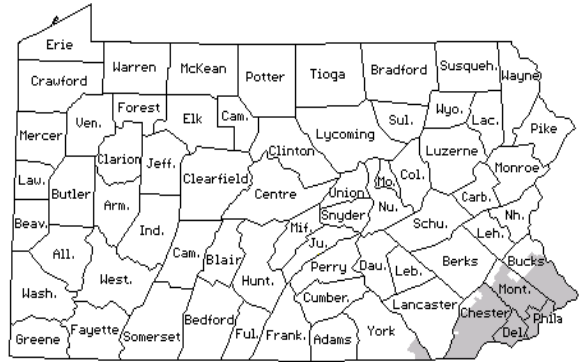 Erie
Crawford
Warren
McKean
Potter
Tioga
Bradford
Susqueh.
Wayne
Forest
Elk
Cam.
Mercer
Ven.
Lycoming
Sul.
Wyo.
Lac.
Pike
Clarion
Jeff.
Clinton
Luzerne
Monroe
Law.
Butler
Clearfield
Centre
Union
Mo.
Col.
Carb.
Arm.
Snyder
Nu.
Nh.
Beav.
Ind.
Mif.
Schu.
Leh.
All.
Cam.
Blair
Ju.
Perry
Dau.
Leb.
Berks
Bucks
West.
Hunt.
Mont.
Wash.
Cumber.
Lancaster
Chester
Phila
Greene
Fayette
Somerset
Bedford
Ful.
Frank.
Adams
York
Del.